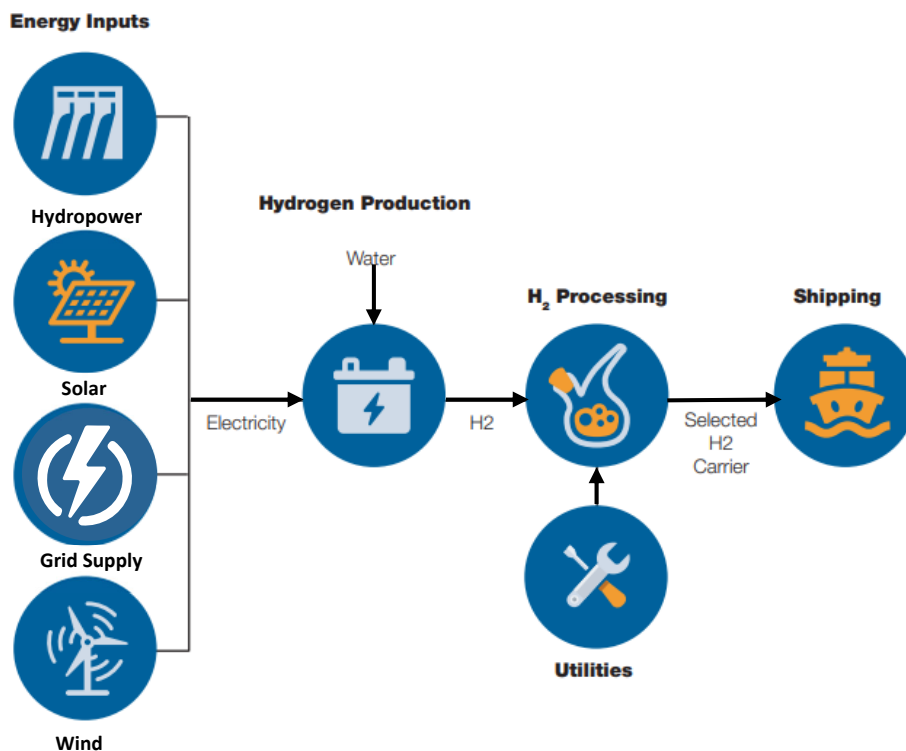 Energy Inputs
Hydropower
Solar
Grid Supply
Wind
Electricity
Hydrogen Production
Water
H2
H₂ Processing
Utilities
Selected
H2
Carrier
Shipping